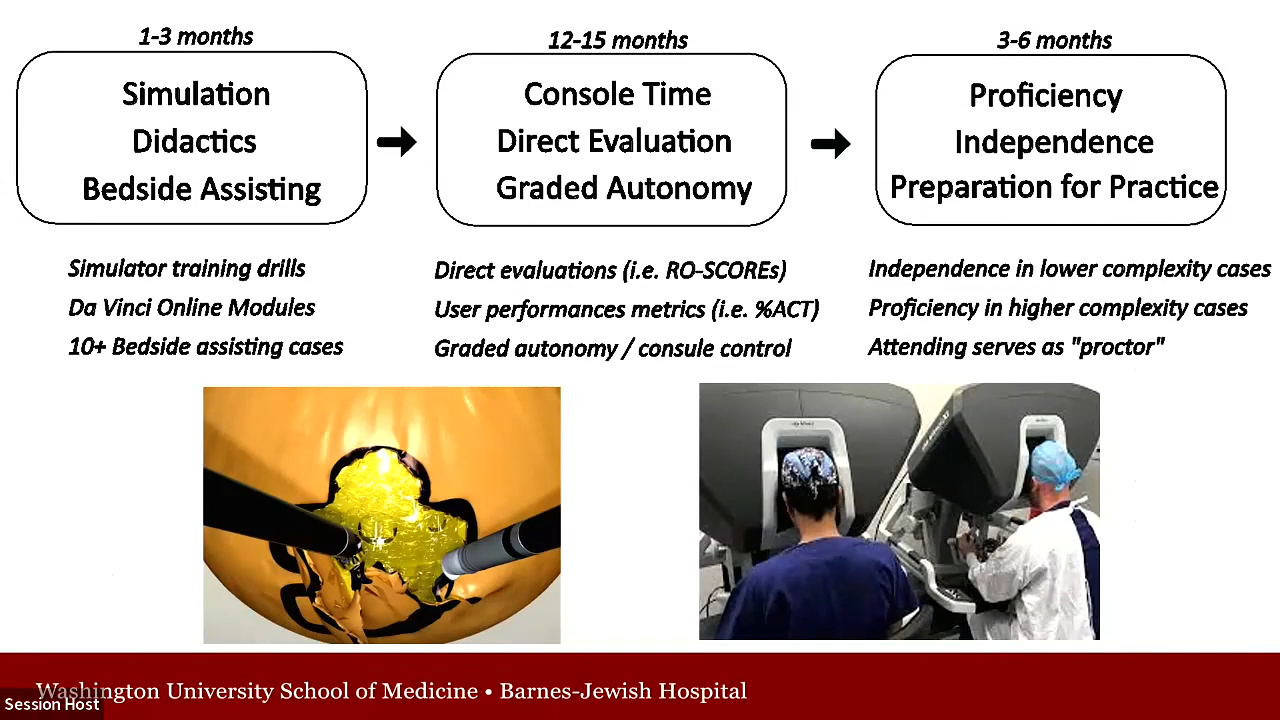 1-3 months
Simulation
Didactics
Bedside Assisting
12-15 months
Console Time
Direct Evaluation
Graded Autonomy
3-6 months
Proficiency
Independence
Preparation for Practice
Simulator training drills
Da Vinci Online Modules
10+ Bedside assisting cases
Direct evaluations (i.e. RO-SCOREs)
User performances metrics (i.e. %ACT)
Graded autonomy / consule control
Independence in lower complexity cases
Proficiency in higher complexity cases
Attending serves as "proctor"
Washington University School of Medicine • Barnes-Jewish Hospital
Session Host